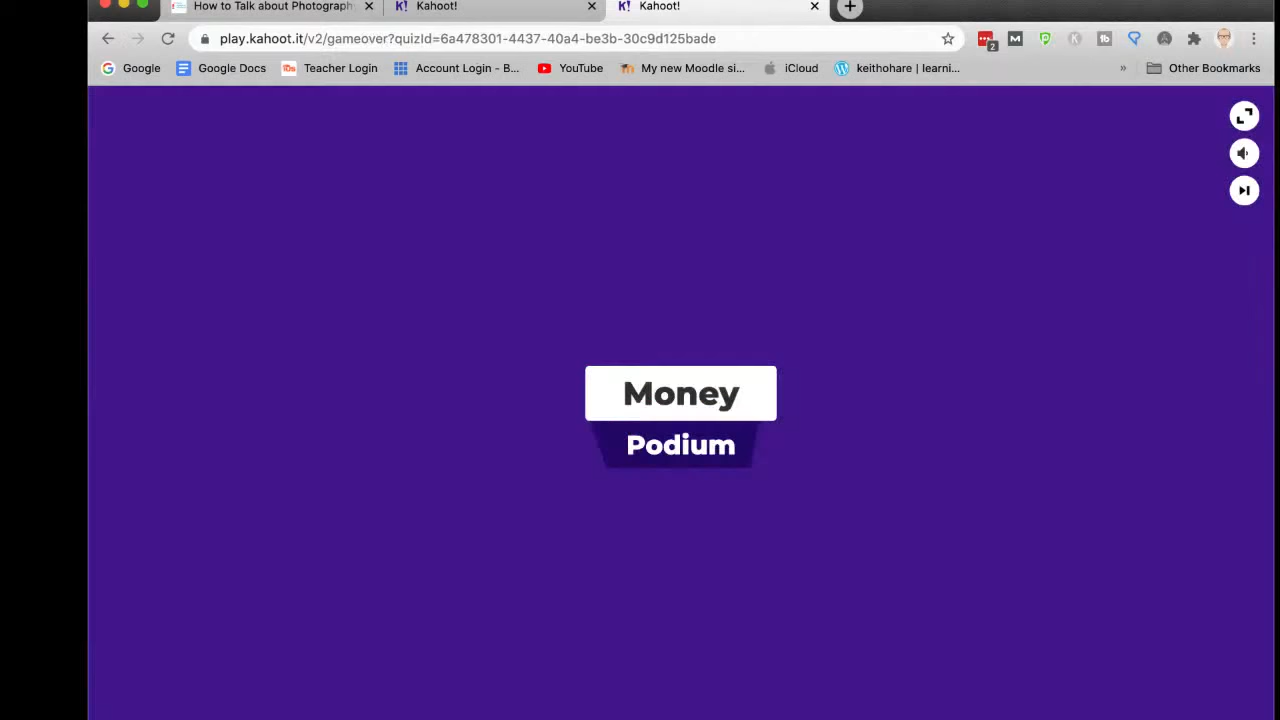 How to Talk about Photograph
K! Kahoot!
K! Kahoot!
play.kahoot.it/v2/gameover?quizId=6a478301-4437-40a4-be3b-30c9d125bade
2
Google
Google Docs
Teacher Login
Account Login - B...
YouTube
My new Moodle si...
iCloud
keithohare | learni...
»
Other Bookmarks
Money
Podium